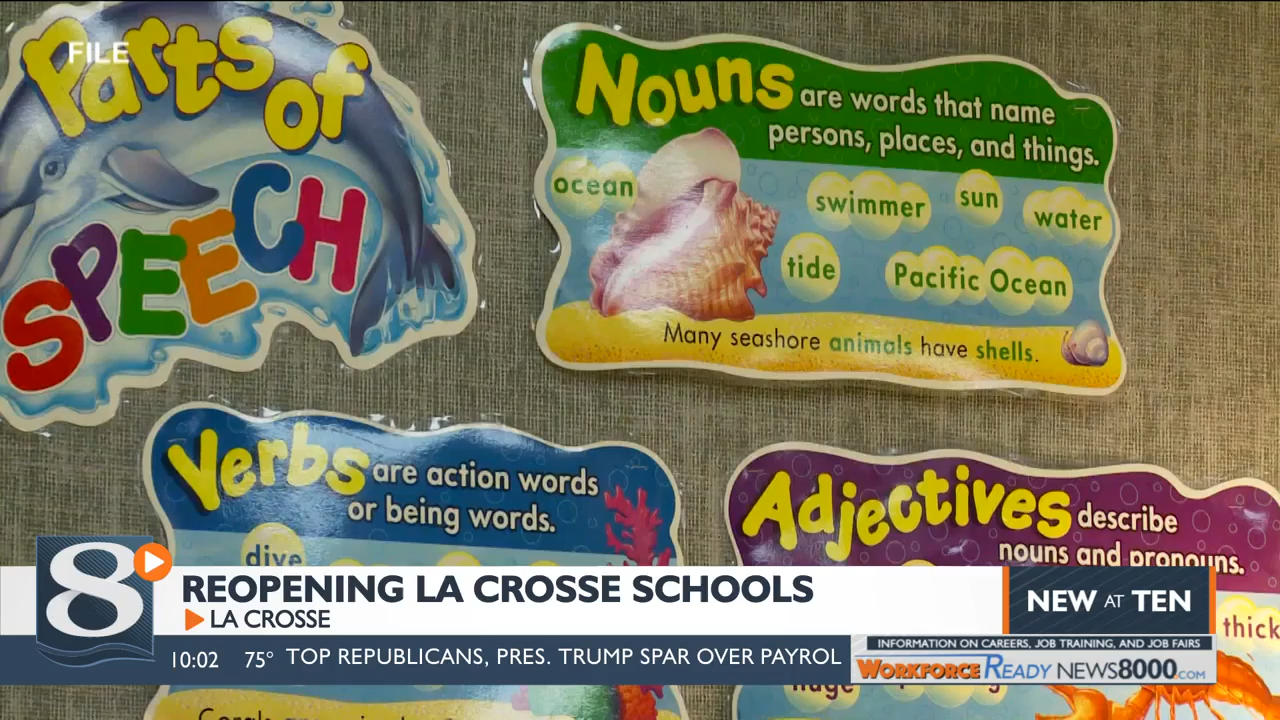 FILE
Parts of
SPEECH
Nouns are words that name
persons, places, and things.
ocean
swimmer
sun
water
tide
Pacific Ocean
Many seashore animals have shells.
Verbs are action words
or being words.
dive
Adjectives describe
nouns and pronouns.
thick
8
REOPENING LA CROSSE SCHOOLS
LA CROSSE
NEW AT TEN
10:02 75° TOP REPUBLICANS, PRES. TRUMP SPAR OVER PAYROL
INFORMATION ON CAREERS, JOB TRAINING, AND JOB FAIRS
WORKFORCE READY NEWS8000.COM
huge